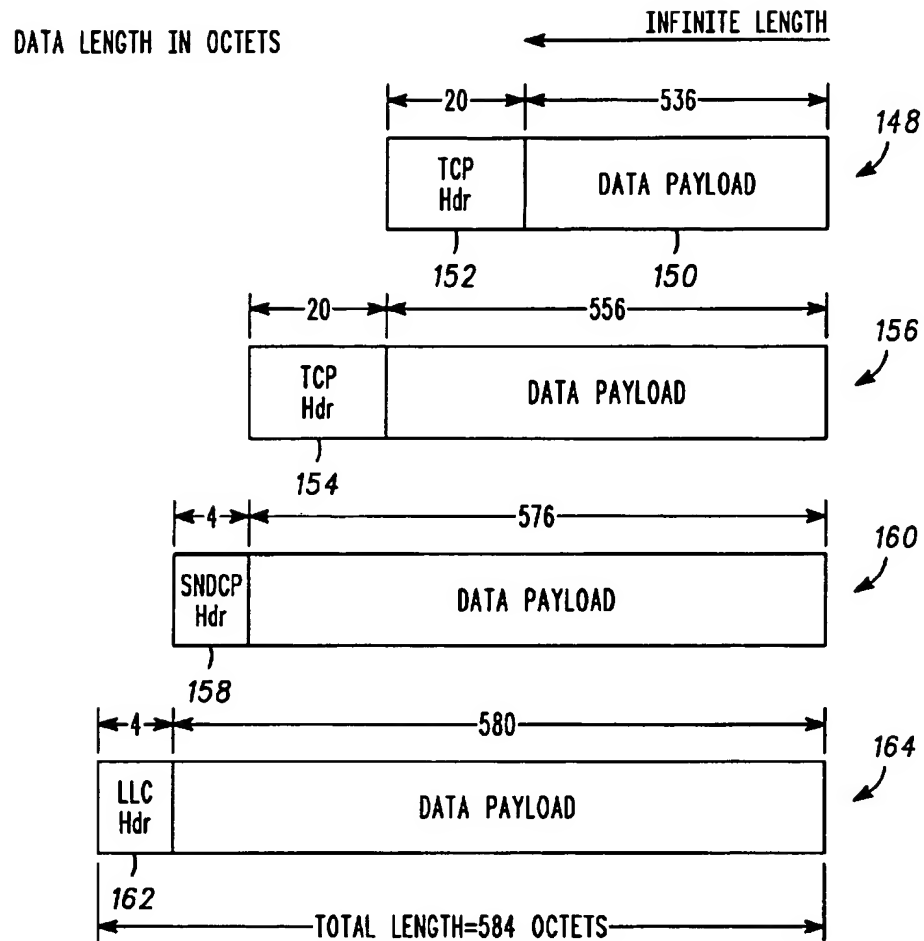 INFINITE LENGTH
DATA LENGTH IN OCTETS
20 536
148
TCP
Hdr
DATA PAYLOAD
152 150
20 556
156
TCP
Hdr
DATA PAYLOAD
154
4 576
160
SNDCP
Hdr
DATA PAYLOAD
158
4 580
164
LLC
Hdr
DATA PAYLOAD
162
TOTAL LENGTH=584 OCTETS